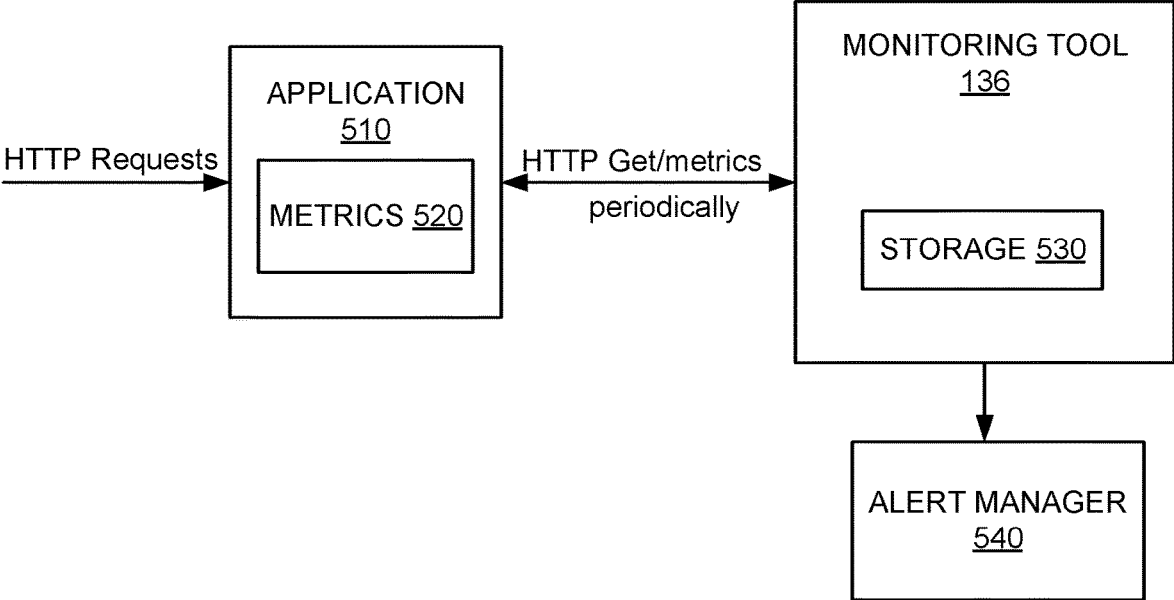 HTTP Requests
APPLICATION
510
METRICS 520
HTTP Get/metrics
periodically
MONITORING TOOL
136
STORAGE 530
ALERT MANAGER
540